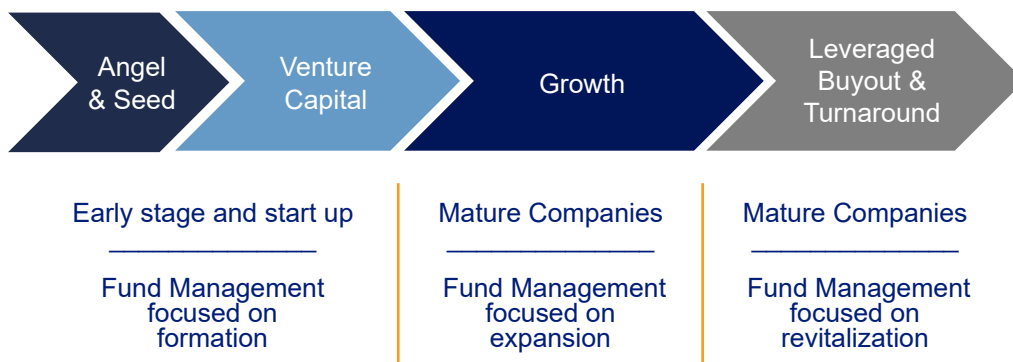 Angel
& Seed
Venture
Capital
Growth
Leveraged
Buyout &
Turnaround
Early stage and start up
Fund Management
focused on
formation
Mature Companies
Fund Management
focused on
expansion
Mature Companies
Fund Management
focused on
revitalization